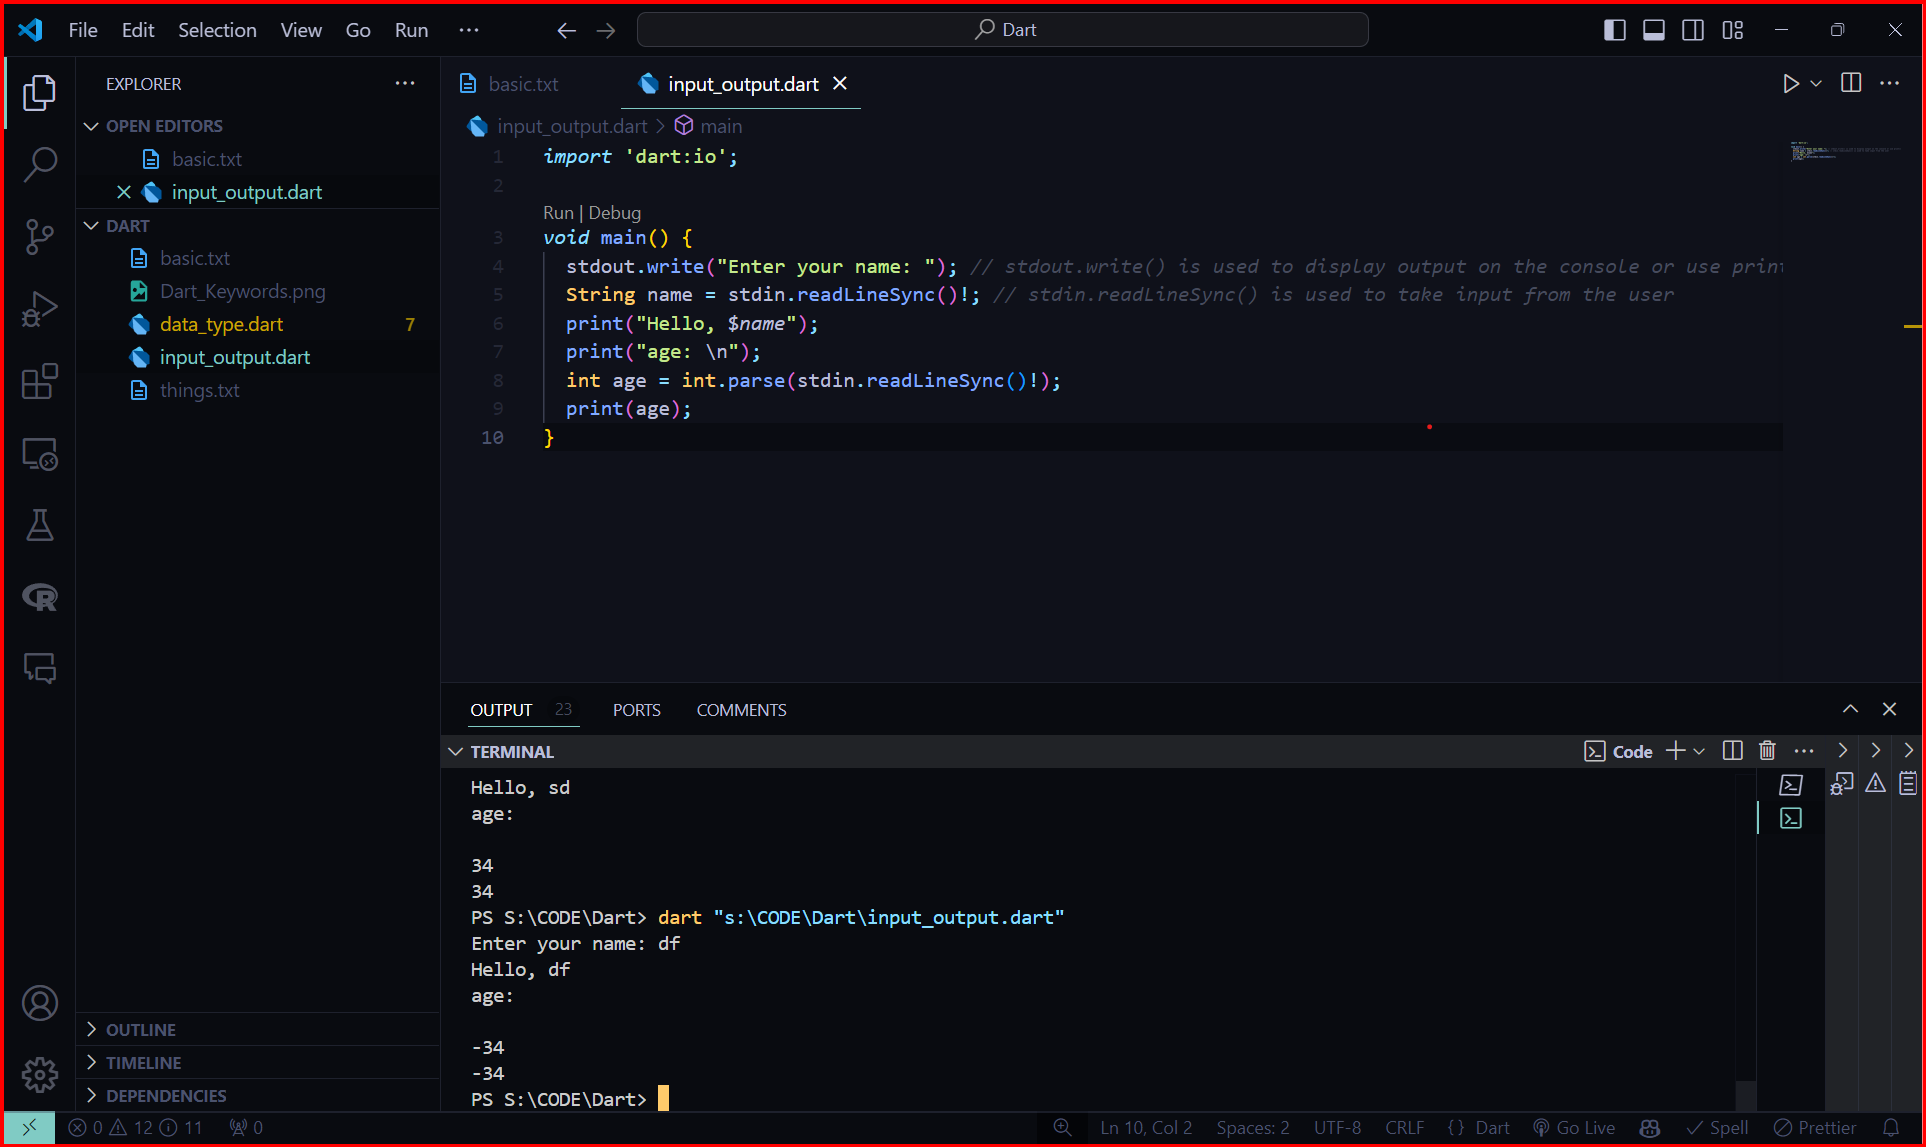 File Edit Selection View Go Run ···
Dart
EXPLORER
OPEN EDITORS
basic.txt
input_output.dart
DART
basic.txt
Dart_Keywords.png
data_type.dart 7
input_output.dart
things.txt
OUTLINE
TIMELINE
DEPENDENCIES
basic.txt input_output.dart
input_output.dart > main
1 import 'dart:io';
2
Run | Debug
3 void main() {
4 stdout.write("Enter your name: "); // stdout.write() is used to display output on the console or use prin
5 String name = stdin.readLineSync()!; // stdin.readLineSync() is used to take input from the user
6 print("Hello, $name");
7 print("age: \n");
8 int age = int.parse(stdin.readLineSync()!);
9 print(age);
10 }
OUTPUT 23 PORTS COMMENTS
TERMINAL Code
Hello, sd
age:
34
34
PS S:\CODE\Dart> dart "s:\CODE\Dart\input_output.dart"
Enter your name: df
Hello, df
age:
-34
-34
PS S:\CODE\Dart>
0 12 11 0 Ln 10, Col 2 Spaces: 2 UTF-8 CRLF {} Dart Go Live Spell Prettier